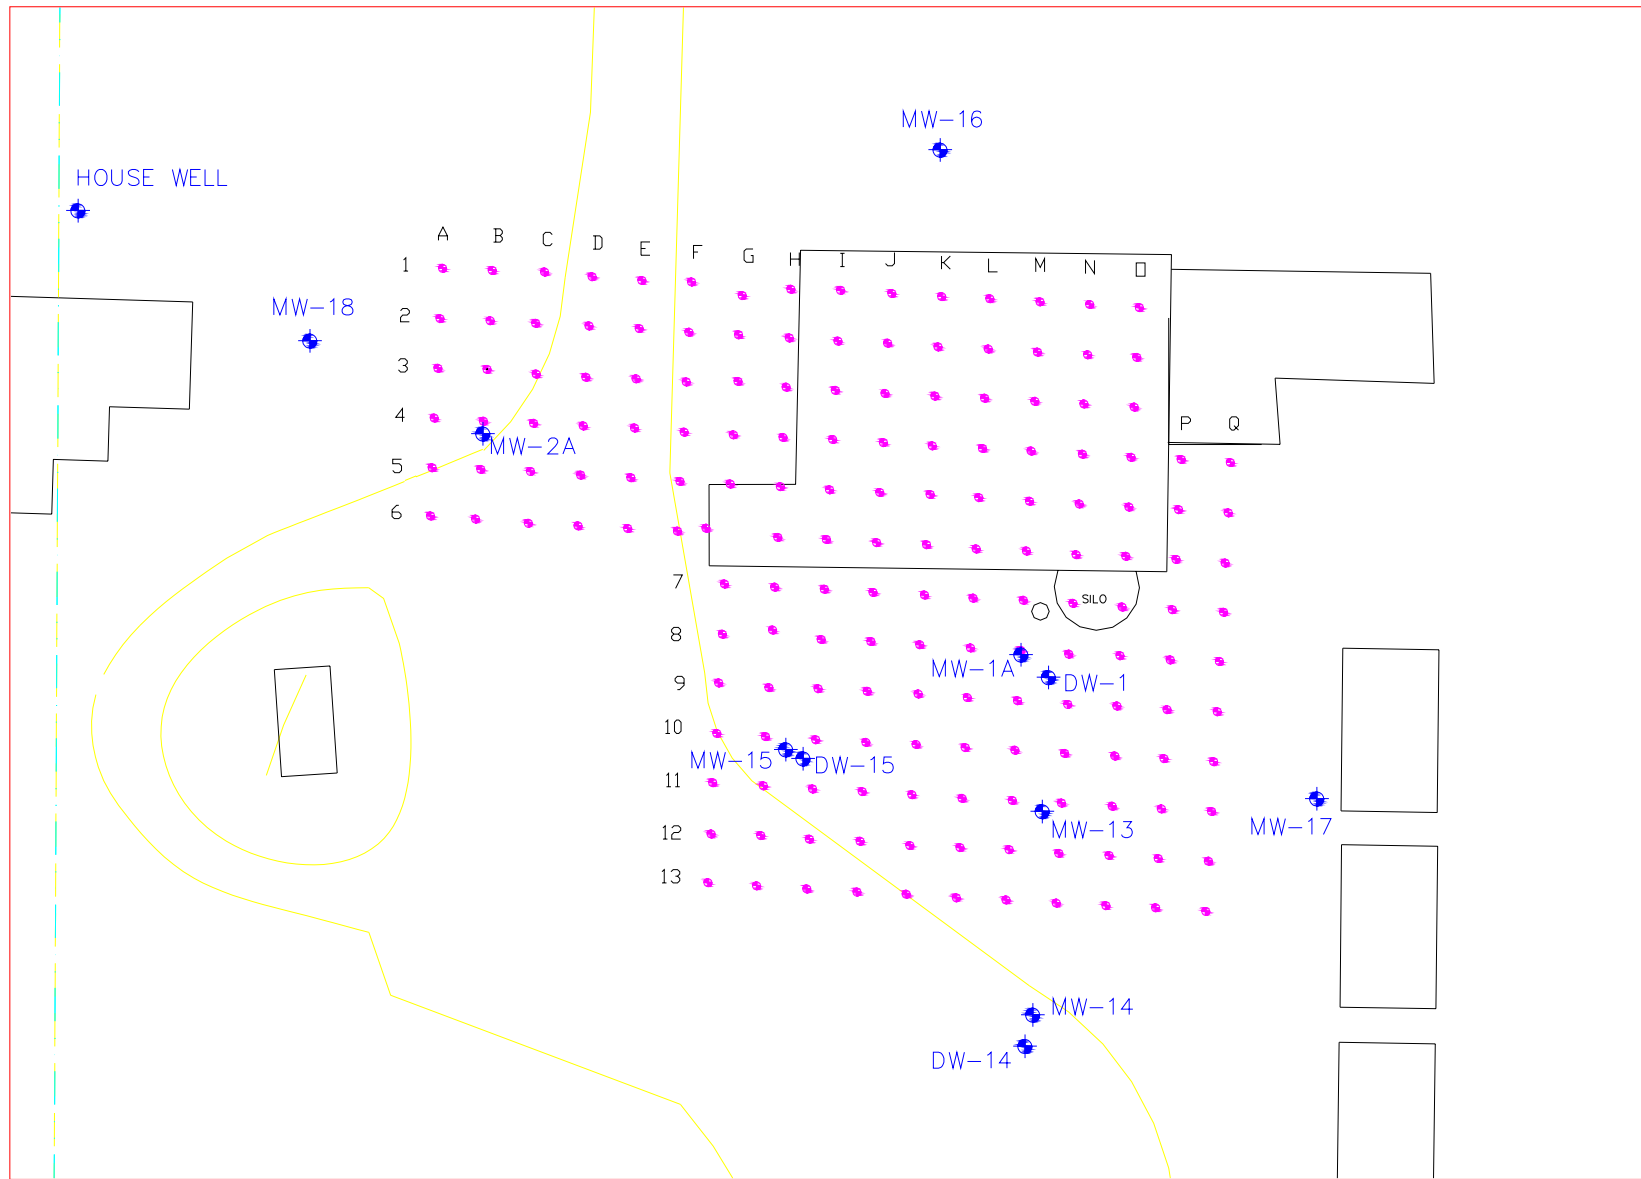 MW-16
HOUSE WELL
A B C D E F G H I J K L M N O
1
MW-18
2
3
4
P Q
MW-2A
5
6
7
SILO
8
MW-1A
DW-1
9
10
MW-15
DW-15
11
MW-13
MW-17
12
13
MW-14
DW-14